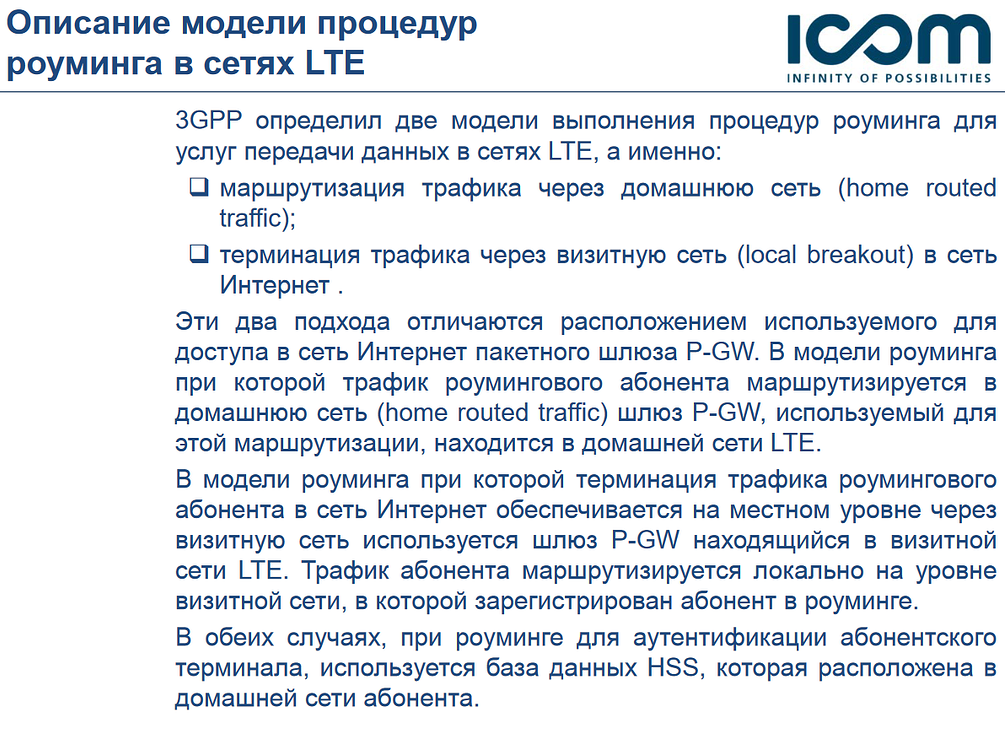 Описание модели процедур
роуминга в сетях LTE
icom
INFINITY OF POSSIBILITIES
3GPP определил две модели выполнения процедур роуминга для
услуг передачи данных в сетях LTE, а именно:
❑ маршрутизация трафика через домашнюю сеть (home routed
traffic);
❑ терминация трафика через визитную сеть (local breakout) в сеть
Интернет .
Эти два подхода отличаются расположением используемого для
доступа в сеть Интернет пакетного шлюза P-GW. В модели роуминга
при которой трафик роумингового абонента маршрутизируется в
домашнюю сеть (home routed traffic) шлюз P-GW, используемый для
этой маршрутизации, находится в домашней сети LTE.
В модели роуминга при которой терминация трафика роумингового
абонента в сеть Интернет обеспечивается на местном уровне через
визитную сеть используется шлюз P-GW находящийся в визитной
сети LTE. Трафик абонента маршрутизируется локально на уровне
визитной сети, в которой зарегистрирован абонент в роуминге.
В обеих случаях, при роуминге для аутентификации абонентского
терминала, используется база данных HSS, которая расположена в
домашней сети абонента.